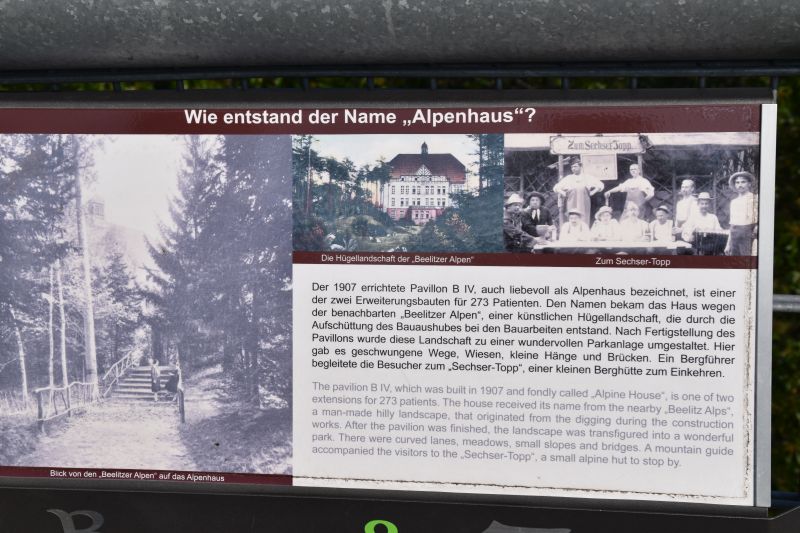 Wie entstand der Name „Alpenhaus“?
Zum Sechser Topp.
Die Hügellandschaft der „Beelitzer Alpen“
Zum Sechser-Topp
Der 1907 errichtete Pavillon B IV, auch liebevoll als Alpenhaus bezeichnet, ist einer
der zwei Erweiterungsbauten für 273 Patienten. Den Namen bekam das Haus wegen
der benachbarten „Beelitzer Alpen“, einer künstlichen Hügellandschaft, die durch die
Aufschüttung des Bauaushubes bei den Bauarbeiten entstand. Nach Fertigstellung des
Pavillons wurde diese Landschaft zu einer wundervollen Parkanlage umgestaltet. Hier
gab es geschwungene Wege, Wiesen, kleine Hänge und Brücken. Ein Bergführer
begleitete die Besucher zum „Sechser-Topp“, einer kleinen Berghütte zum Einkehren.
The pavilion B IV, which was built in 1907 and fondly called „Alpine House“, is one of two
extensions for 273 patients. The house received its name from the nearby „Beelitz Alps“,
a man-made hilly landscape, that originated from the digging during the construction
works. After the pavilion was finished, the landscape was transfigured into a wonderful
park. There were curved lanes, meadows, small slopes and bridges. A mountain guide
accompanied the visitors to the „Sechser-Topp“, a small alpine hut to stop by.
Blick von den „Beelitzer Alpen“ auf das Alpenhaus